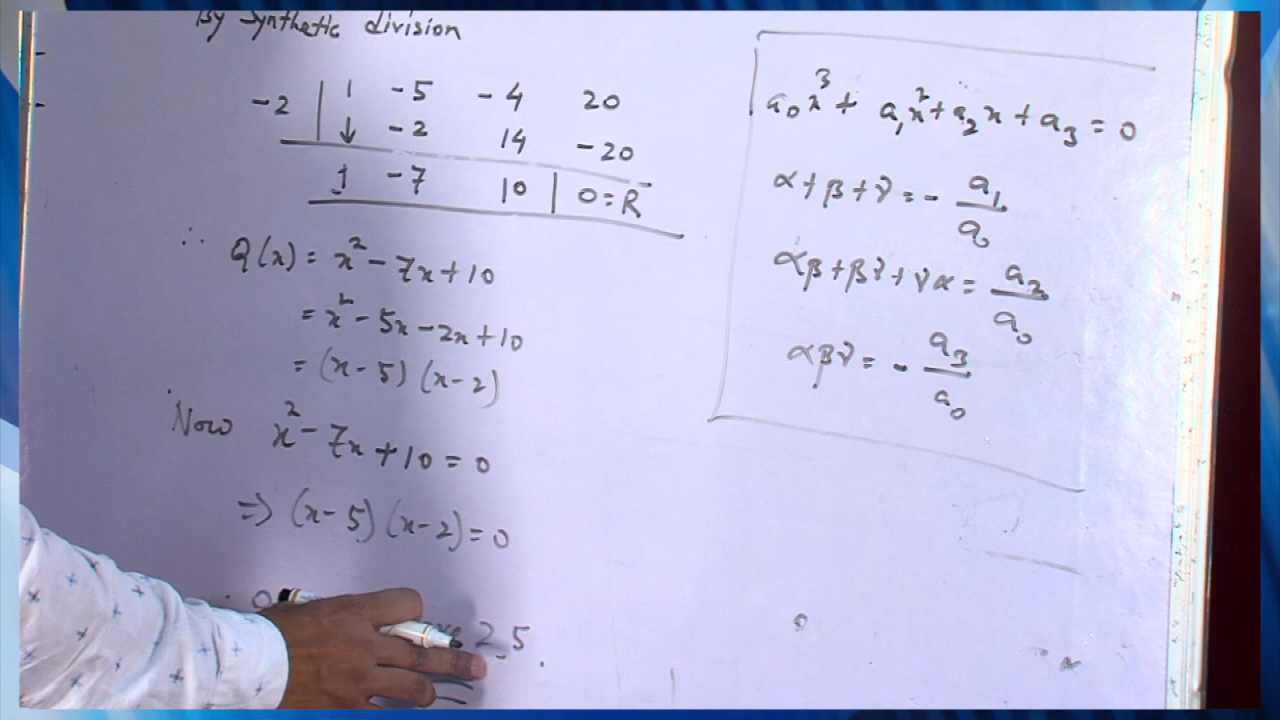 By Synthetic division
-2 | 1 -5 -4 20
↓ -2 14 -20
1 -7 10 | 0 = R
∴ Q(x) = x² - 7x + 10
= x² - 5x - 2x + 10
= (x - 5) (x - 2)
Now x² - 7x + 10 = 0
⇒ (x - 5) (x - 2) = 0
2, 5.
a₀x³ + a₁x² + a₂x + a₃ = 0
α + β + γ = - a₁/a₀
αβ + βγ + γα = a₂/a₀
αβγ = - a₃/a₀